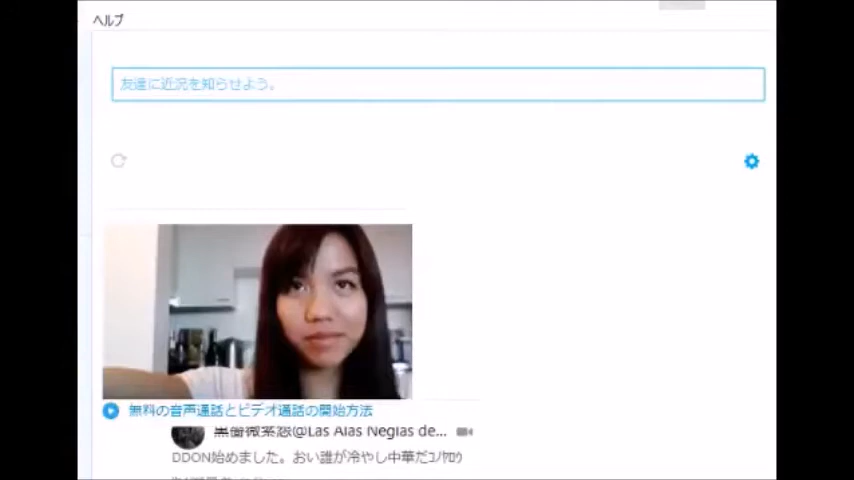 ヘルプ
友達に近況を知らせよう。
無料の音声通話とビデオ通話の開始方法
@Las Alas Negras de...
DDON始めました。おい誰が冷やし中華だｺﾉﾔﾛｳ